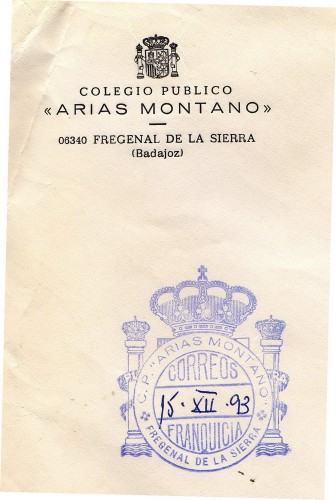 COLEGIO PUBLICO
«ARIAS MONTANO»
06340 FREGENAL DE LA SIERRA
(Badajoz)
C.P. "ARIAS MONTANO"
CORREOS
15·XII·93
FRANQUICIA
FREGENAL DE LA SIERRA